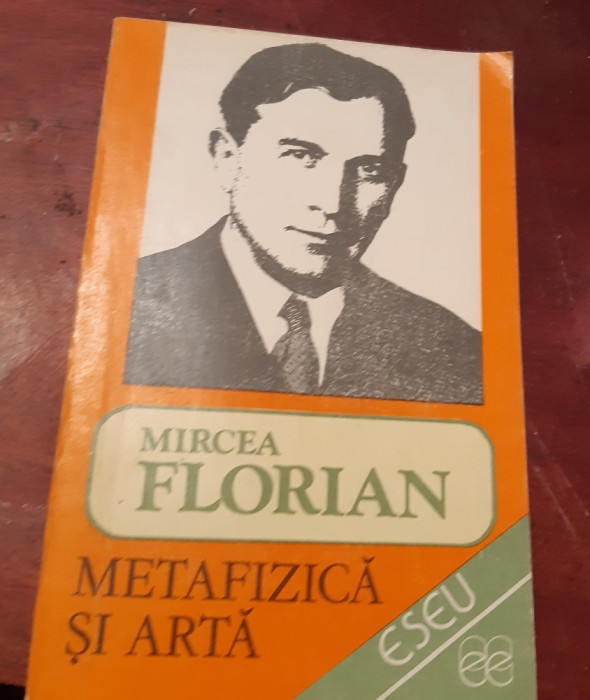 MIRCEA
FLORIAN
METAFIZICĂ
ȘI ARTĂ
ESEU